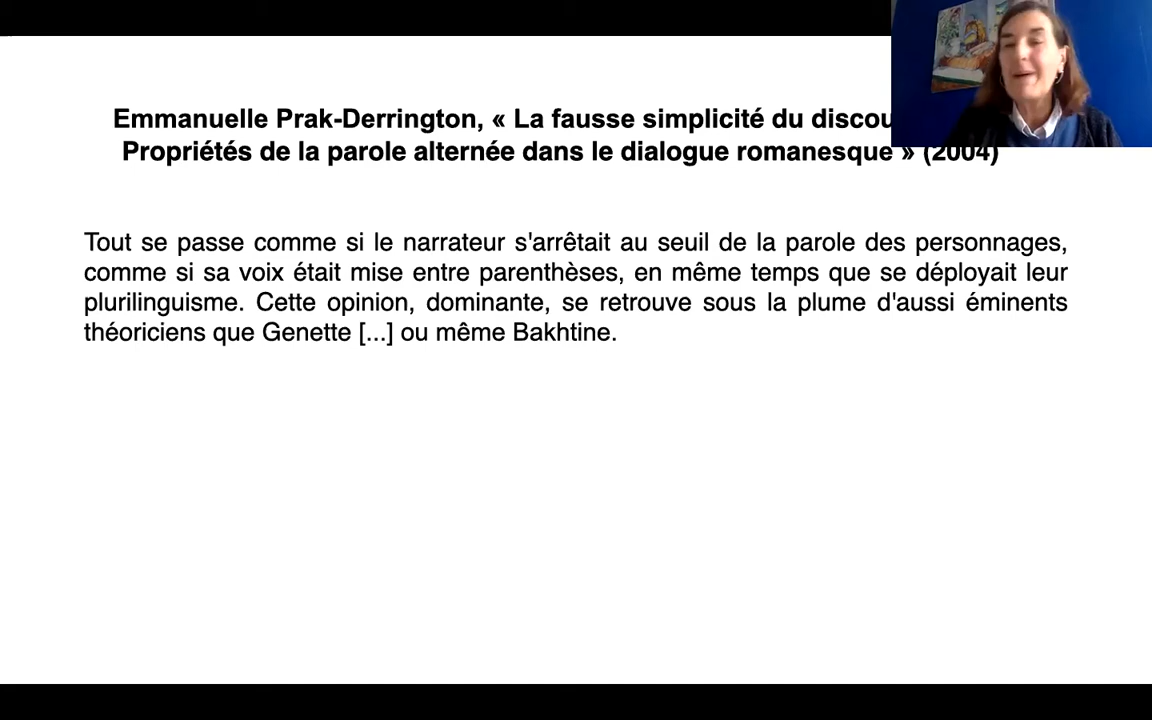 Emmanuelle Prak-Derrington, « La fausse simplicité du
Propriétés de la parole alternée dans le dialogue romanesque » (2004)
Tout se passe comme si le narrateur s'arrêtait au seuil de la parole des personnages,
comme si sa voix était mise entre parenthèses, en même temps que se déployait leur
plurilinguisme. Cette opinion, dominante, se retrouve sous la plume d'aussi éminents
théoriciens que Genette [...] ou même Bakhtine.